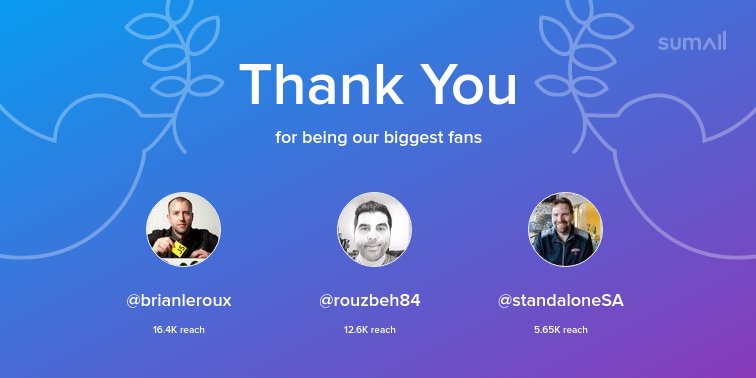 sumall
Thank You
for being our biggest fans
@brianleroux
@rouzbeh84
@standaloneSA
16.4K reach
12.6K reach
5.65K reach